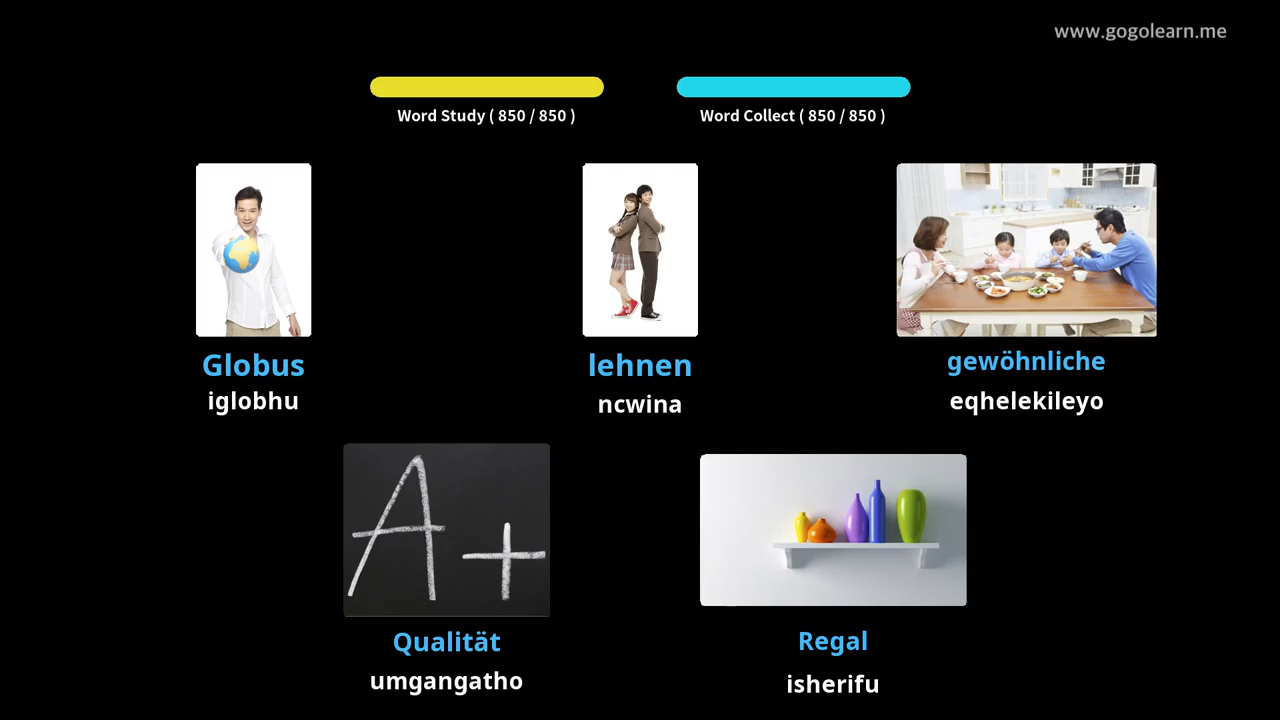 www.gogolearn.me
Word Study ( 850 / 850 )
Word Collect ( 850 / 850 )
Globus
iglobhu
lehnen
ncwina
gewöhnliche
eqhelekileyo
A+
Qualität
umgangatho
Regal
isherifu